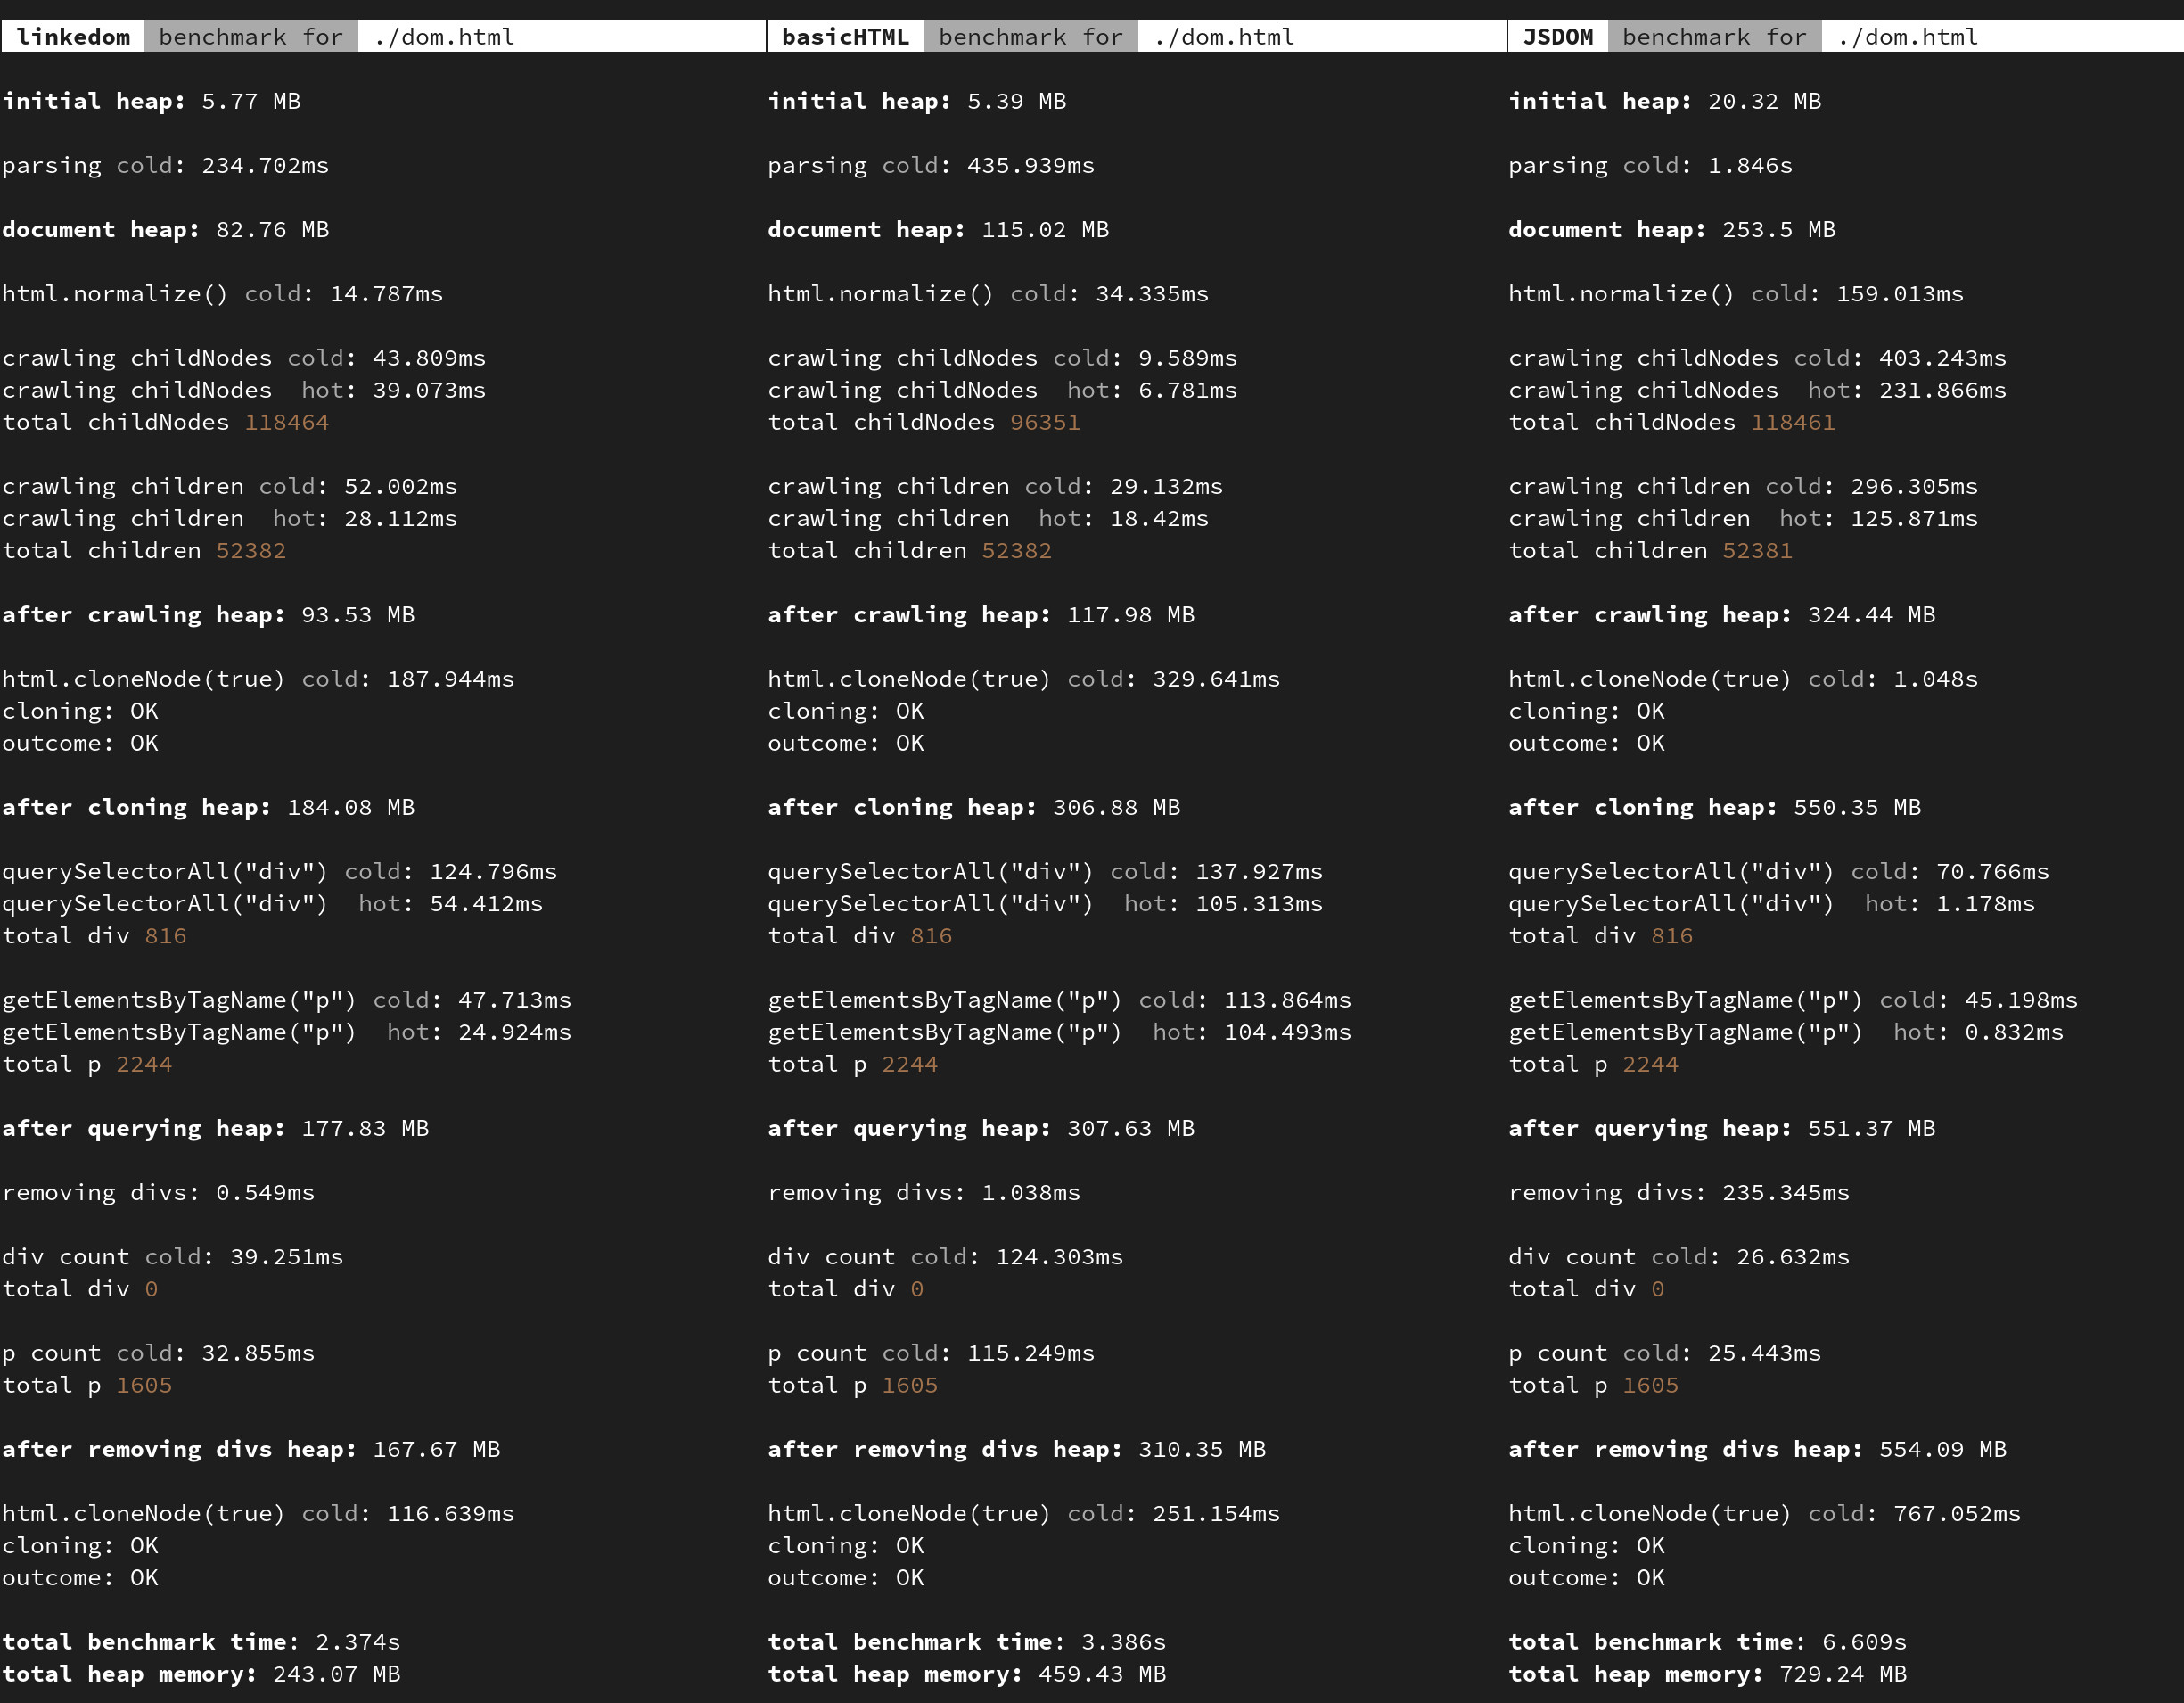 linkedom benchmark for ./dom.html
initial heap: 5.77 MB
parsing cold: 234.702ms
document heap: 82.76 MB
html.normalize() cold: 14.787ms
crawling childNodes cold: 43.809ms
crawling childNodes  hot: 39.073ms
total childNodes 118464
crawling children cold: 52.002ms
crawling children  hot: 28.112ms
total children 52382
after crawling heap: 93.53 MB
html.cloneNode(true) cold: 187.944ms
cloning: OK
outcome: OK
after cloning heap: 184.08 MB
querySelectorAll("div") cold: 124.796ms
querySelectorAll("div")  hot: 54.412ms
total div 816
getElementsByTagName("p") cold: 47.713ms
getElementsByTagName("p")  hot: 24.924ms
total p 2244
after querying heap: 177.83 MB
removing divs: 0.549ms
div count cold: 39.251ms
total div 0
p count cold: 32.855ms
total p 1605
after removing divs heap: 167.67 MB
html.cloneNode(true) cold: 116.639ms
cloning: OK
outcome: OK
total benchmark time: 2.374s
total heap memory: 243.07 MB
basicHTML benchmark for ./dom.html
initial heap: 5.39 MB
parsing cold: 435.939ms
document heap: 115.02 MB
html.normalize() cold: 34.335ms
crawling childNodes cold: 9.589ms
crawling childNodes  hot: 6.781ms
total childNodes 96351
crawling children cold: 29.132ms
crawling children  hot: 18.42ms
total children 52382
after crawling heap: 117.98 MB
html.cloneNode(true) cold: 329.641ms
cloning: OK
outcome: OK
after cloning heap: 306.88 MB
querySelectorAll("div") cold: 137.927ms
querySelectorAll("div")  hot: 105.313ms
total div 816
getElementsByTagName("p") cold: 113.864ms
getElementsByTagName("p")  hot: 104.493ms
total p 2244
after querying heap: 307.63 MB
removing divs: 1.038ms
div count cold: 124.303ms
total div 0
p count cold: 115.249ms
total p 1605
after removing divs heap: 310.35 MB
html.cloneNode(true) cold: 251.154ms
cloning: OK
outcome: OK
total benchmark time: 3.386s
total heap memory: 459.43 MB
JSDOM benchmark for ./dom.html
initial heap: 20.32 MB
parsing cold: 1.846s
document heap: 253.5 MB
html.normalize() cold: 159.013ms
crawling childNodes cold: 403.243ms
crawling childNodes  hot: 231.866ms
total childNodes 118461
crawling children cold: 296.305ms
crawling children  hot: 125.871ms
total children 52381
after crawling heap: 324.44 MB
html.cloneNode(true) cold: 1.048s
cloning: OK
outcome: OK
after cloning heap: 550.35 MB
querySelectorAll("div") cold: 70.766ms
querySelectorAll("div")  hot: 1.178ms
total div 816
getElementsByTagName("p") cold: 45.198ms
getElementsByTagName("p")  hot: 0.832ms
total p 2244
after querying heap: 551.37 MB
removing divs: 235.345ms
div count cold: 26.632ms
total div 0
p count cold: 25.443ms
total p 1605
after removing divs heap: 554.09 MB
html.cloneNode(true) cold: 767.052ms
cloning: OK
outcome: OK
total benchmark time: 6.609s
total heap memory: 729.24 MB